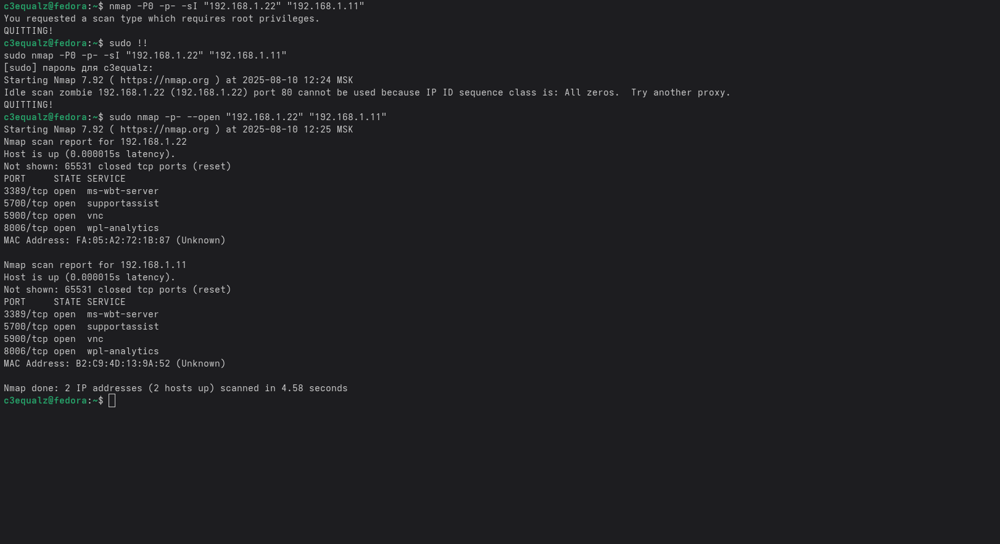 c3equalz@fedora:~$ nmap -P0 -p- -sI "192.168.1.22" "192.168.1.11"
You requested a scan type which requires root privileges.
QUITTING!
c3equalz@fedora:~$ sudo !!
sudo nmap -P0 -p- -sI "192.168.1.22" "192.168.1.11"
[sudo] пароль для c3equalz:
Starting Nmap 7.92 ( https://nmap.org ) at 2025-08-10 12:24 MSK
Idle scan zombie 192.168.1.22 (192.168.1.22) port 80 cannot be used because IP ID sequence class is: All zeros.  Try another proxy.
QUITTING!
c3equalz@fedora:~$ sudo nmap -p- --open "192.168.1.22" "192.168.1.11"
Starting Nmap 7.92 ( https://nmap.org ) at 2025-08-10 12:25 MSK
Nmap scan report for 192.168.1.22
Host is up (0.000015s latency).
Not shown: 65531 closed tcp ports (reset)
PORT     STATE SERVICE
3389/tcp open  ms-wbt-server
5700/tcp open  supportassist
5900/tcp open  vnc
8006/tcp open  wpl-analytics
MAC Address: FA:05:A2:72:1B:87 (Unknown)

Nmap scan report for 192.168.1.11
Host is up (0.000015s latency).
Not shown: 65531 closed tcp ports (reset)
PORT     STATE SERVICE
3389/tcp open  ms-wbt-server
5700/tcp open  supportassist
5900/tcp open  vnc
8006/tcp open  wpl-analytics
MAC Address: B2:C9:4D:13:9A:52 (Unknown)

Nmap done: 2 IP addresses (2 hosts up) scanned in 4.58 seconds
c3equalz@fedora:~$